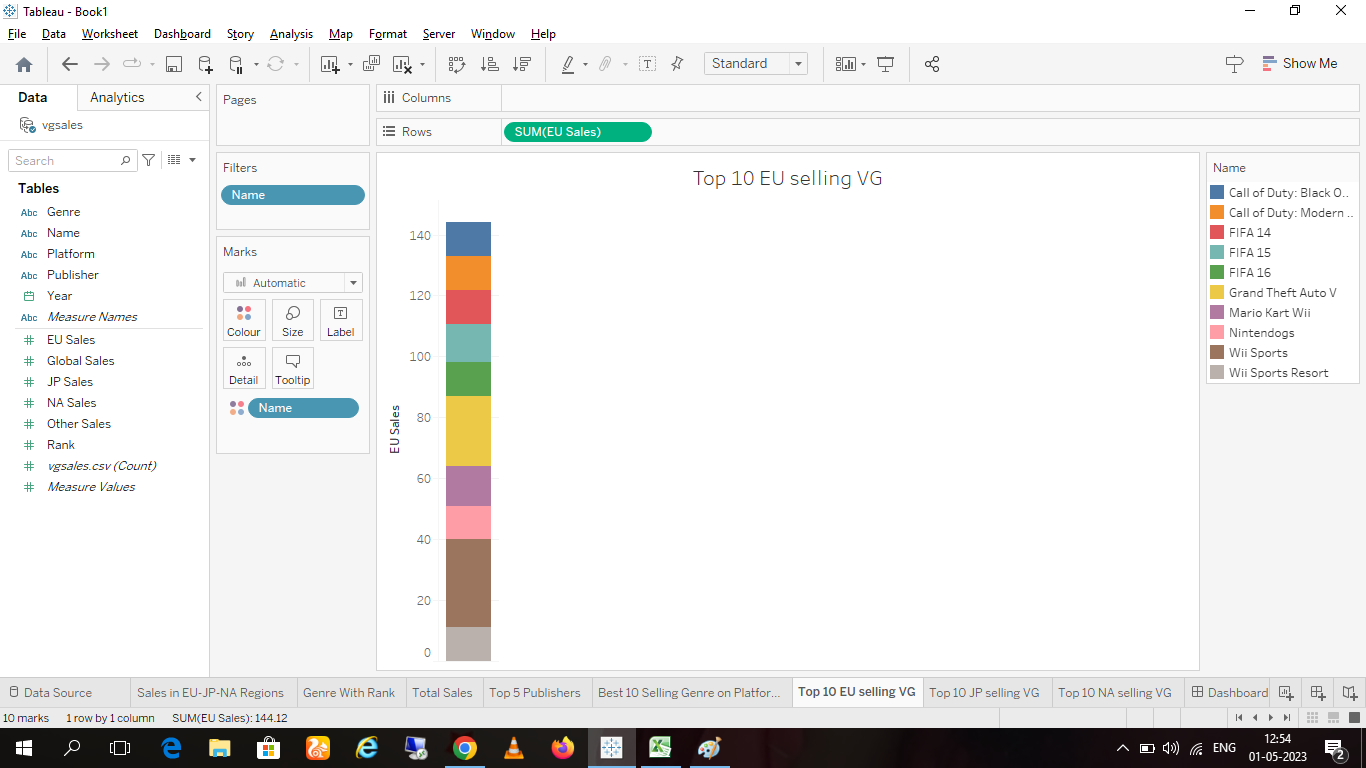 Tableau - Book1
File Data Worksheet Dashboard Story Analysis Map Format Server Window Help
Standard
Show Me
Data Analytics
vgsales
Search
Tables
Abc Genre
Abc Name
Abc Platform
Abc Publisher
Year
Abc Measure Names
EU Sales
Global Sales
JP Sales
NA Sales
Other Sales
Rank
vgsales.csv (Count)
Measure Values
Pages
Filters
Name
Marks
Automatic
Colour Size Label
Detail Tooltip
Name
Columns
Rows SUM(EU Sales)
Top 10 EU selling VG
EU Sales
140
120
100
80
60
40
20
0
Name
Call of Duty: Black O..
Call of Duty: Modern ..
FIFA 14
FIFA 15
FIFA 16
Grand Theft Auto V
Mario Kart Wii
Nintendogs
Wii Sports
Wii Sports Resort
Data Source Sales in EU-JP-NA Regions Genre With Rank Total Sales Top 5 Publishers Best 10 Selling Genre on Platfor... Top 10 EU selling VG Top 10 JP selling VG Top 10 NA selling VG Dashboard
10 marks 1 row by 1 column SUM(EU Sales): 144.12
ENG 12:54
01-05-2023 2